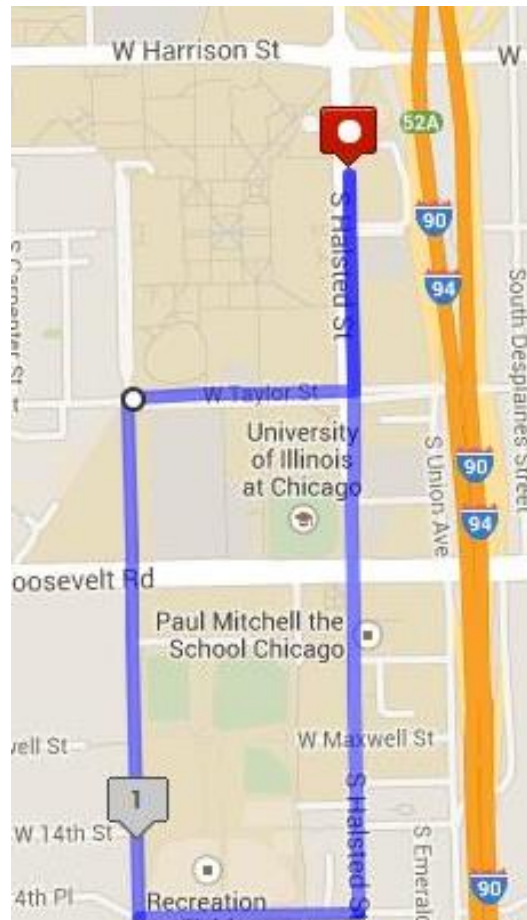 W Harrison St
W
52A
90
S Halsted St
94
S Carpenter St
South Desplaines Street
W Taylor St
University
of Illinois
at Chicago
S Union Ave
90
94
oosevelt Rd
Paul Mitchell the
School Chicago
W Maxwell St
well St
1
S Halsted S
W 14th St
S Emerald
90
4th Pl
Recreation